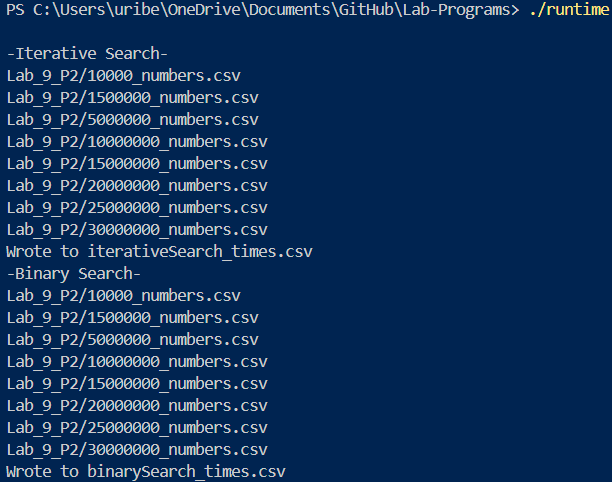 PS C:\Users\uribe\OneDrive\Documents\GitHub\Lab-Programs> ./runtime
-Iterative Search-
Lab_9_P2/10000_numbers.csv
Lab_9_P2/1500000_numbers.csv
Lab_9_P2/5000000_numbers.csv
Lab_9_P2/10000000_numbers.csv
Lab_9_P2/15000000_numbers.csv
Lab_9_P2/20000000_numbers.csv
Lab_9_P2/25000000_numbers.csv
Lab_9_P2/30000000_numbers.csv
Wrote to iterativeSearch_times.csv
-Binary Search-
Lab_9_P2/10000_numbers.csv
Lab_9_P2/1500000_numbers.csv
Lab_9_P2/5000000_numbers.csv
Lab_9_P2/10000000_numbers.csv
Lab_9_P2/15000000_numbers.csv
Lab_9_P2/20000000_numbers.csv
Lab_9_P2/25000000_numbers.csv
Lab_9_P2/30000000_numbers.csv
Wrote to binarySearch_times.csv